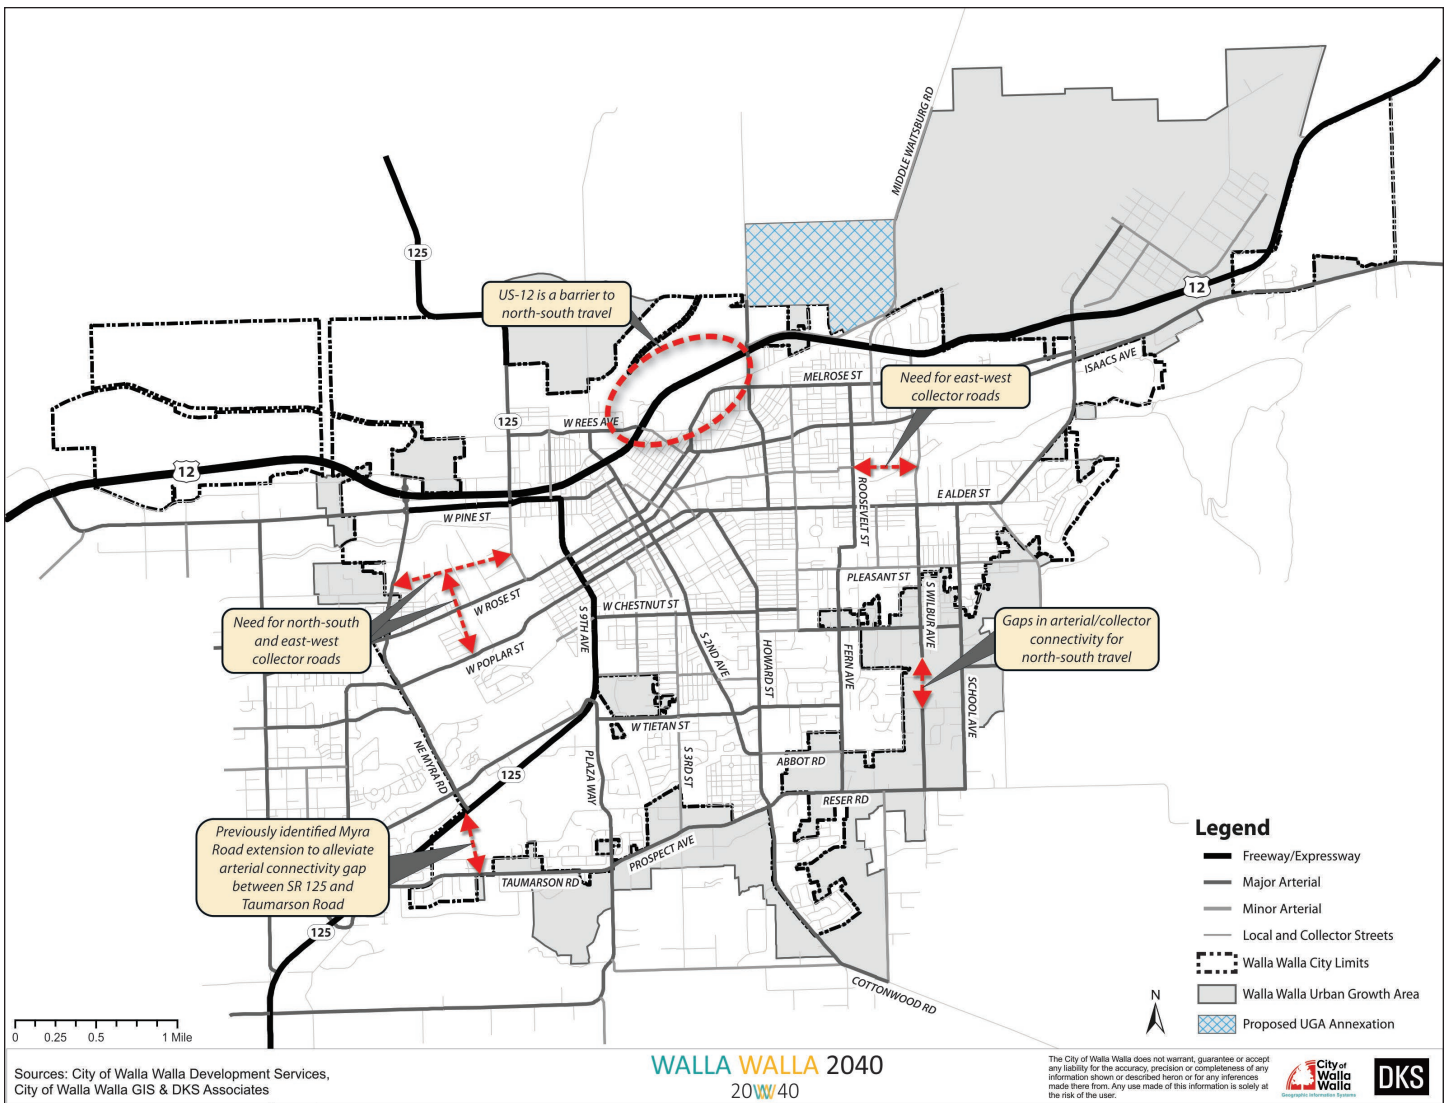 MIDDLE WAITSBURG RD
125
US-12 is a barrier to
north-south travel
12
ISAACS AVE
MELROSE ST
Need for east-west
collector roads
125
W REES AVE
12
E ALDER ST
ROOSEVELT ST
W PINE ST
PLEASANT ST
S WILBUR AVE
W ROSE ST
W CHESTNUT ST
S 9TH AVE
Need for north-south
and east-west
collector roads
Gaps in arterial/collector
connectivity for
north-south travel
W POPLAR ST
S 2ND AVE
HOWARD ST
FERN AVE
SCHOOL AVE
W TIETAN ST
NE MYRA RD
PLAZA WAY
S 3RD ST
ABBOT RD
125
RESER RD
Previously identified Myra
Road extension to alleviate
arterial connectivity gap
between SR 125 and
Taumarson Road
PROSPECT AVE
TAUMARSON RD
125
COTTONWOOD RD
Legend
Freeway/Expressway
Major Arterial
Minor Arterial
Local and Collector Streets
Walla Walla City Limits
Walla Walla Urban Growth Area
Proposed UGA Annexation
N
0 0.25 0.5 1 Mile
Sources: City of Walla Walla Development Services,
City of Walla Walla GIS & DKS Associates
WALLA WALLA 2040
20W40
The City of Walla Walla does not warrant, guarantee or accept
any liability for the accuracy, precision or completeness of any
information shown or described heron or for any inferences
made there from. Any use made of this information is solely at
the risk of the user.
City of
Walla
Walla
Geographic Information Systems
DKS